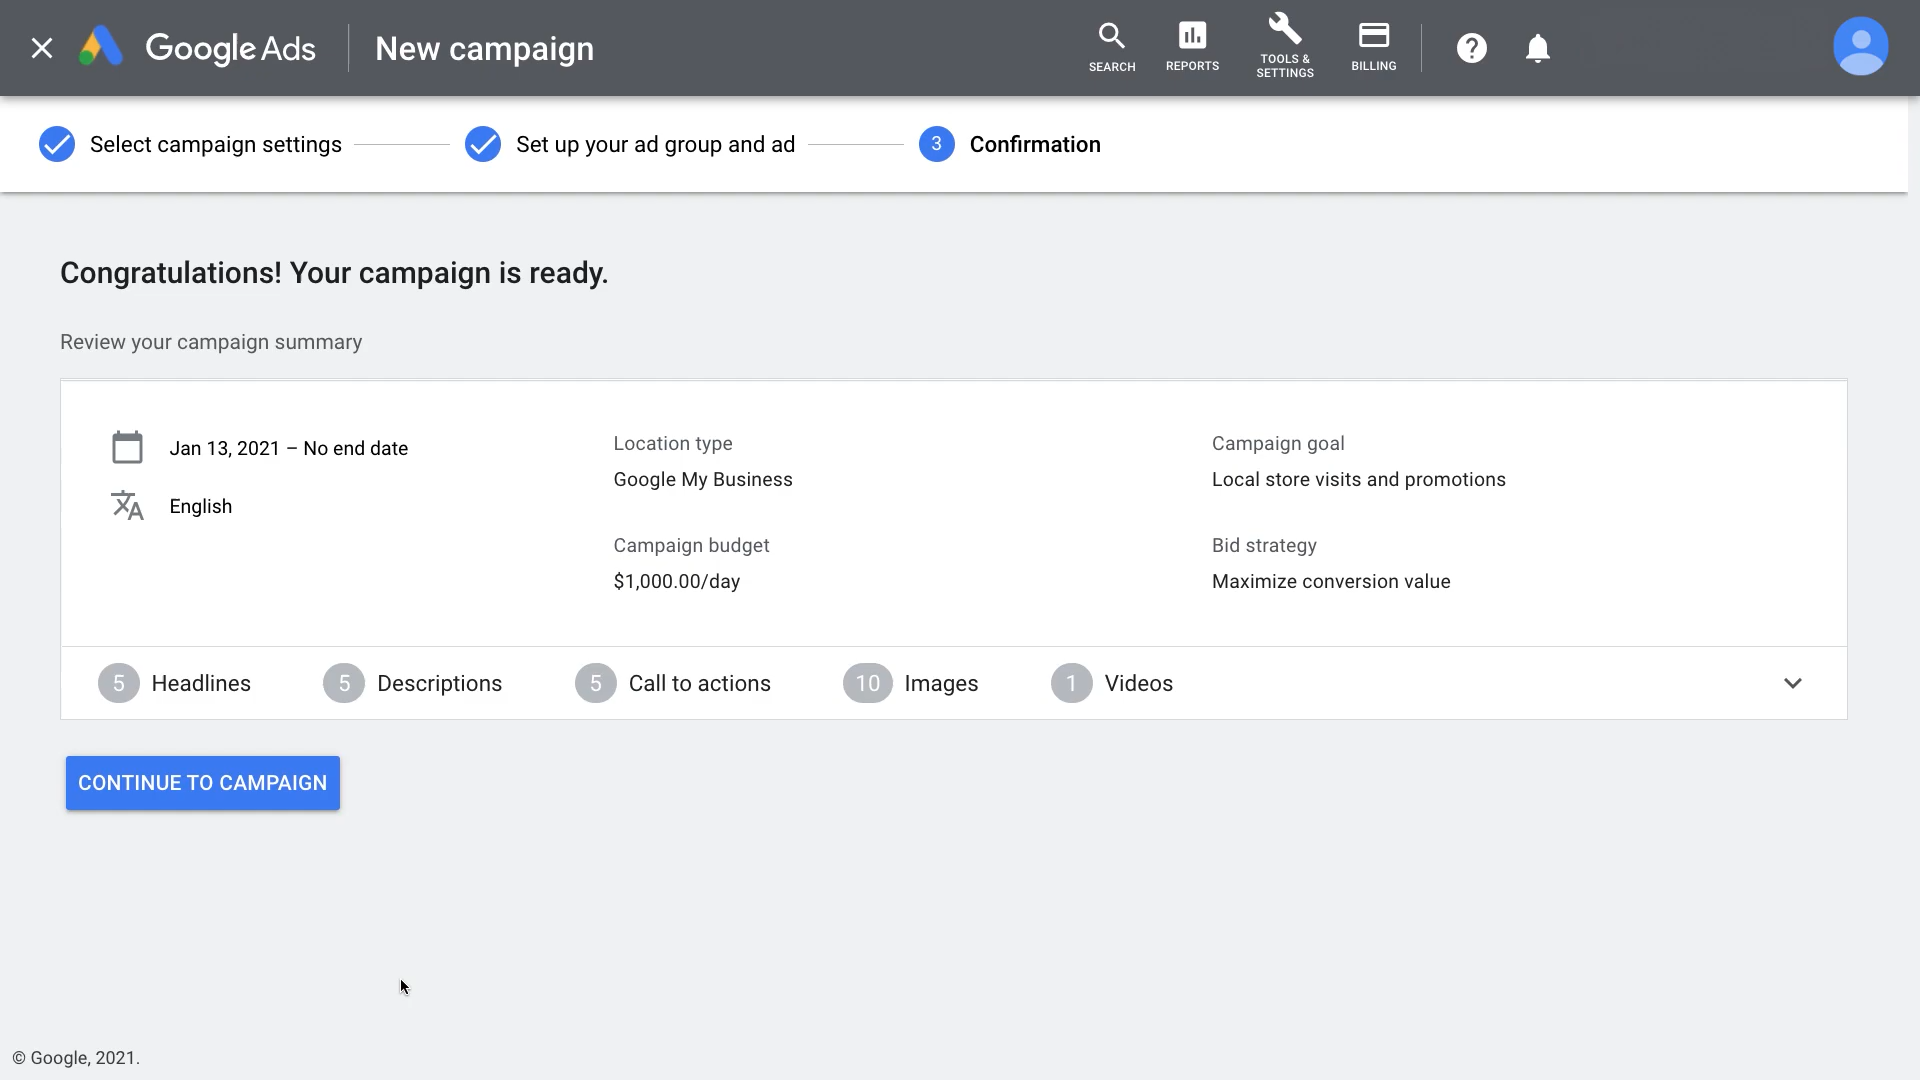 Google Ads
New campaign
SEARCH
REPORTS
TOOLS &
SETTINGS
BILLING
Select campaign settings
Set up your ad group and ad
3
Confirmation
Congratulations! Your campaign is ready.
Review your campaign summary
Jan 13, 2021 – No end date
English
Location type
Google My Business
Campaign goal
Local store visits and promotions
Campaign budget
$1,000.00/day
Bid strategy
Maximize conversion value
5 Headlines
5 Descriptions
5 Call to actions
10 Images
1 Videos
CONTINUE TO CAMPAIGN
© Google, 2021.